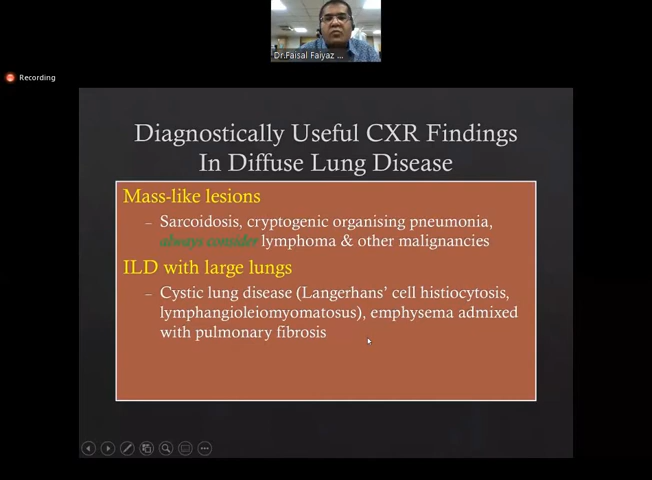 Dr.Faisal Faiyaz ...
Recording
Diagnostically Useful CXR Findings
In Diffuse Lung Disease
Mass-like lesions
– Sarcoidosis, cryptogenic organising pneumonia,
always consider lymphoma & other malignancies
ILD with large lungs
– Cystic lung disease (Langerhans’ cell histiocytosis,
lymphangioleiomyomatosus), emphysema admixed
with pulmonary fibrosis